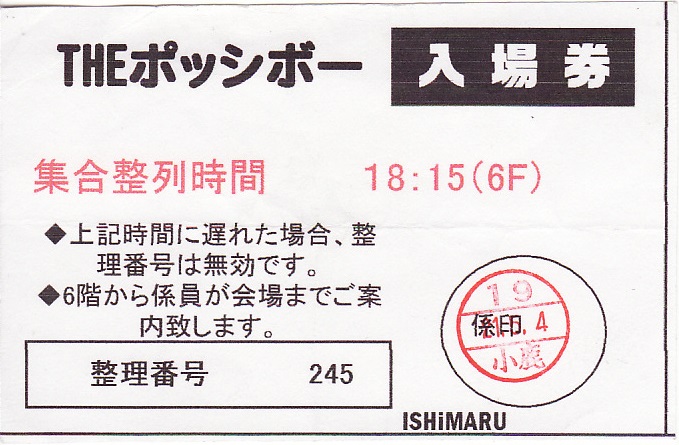 THEポッシボー 入場券
集合整列時間 18:15(6F)
◆上記時間に遅れた場合、整
理番号は無効です。
◆6階から係員が会場までご案
内致します。
整理番号 245
19
係印
.4
小鹿
ISHiMARU